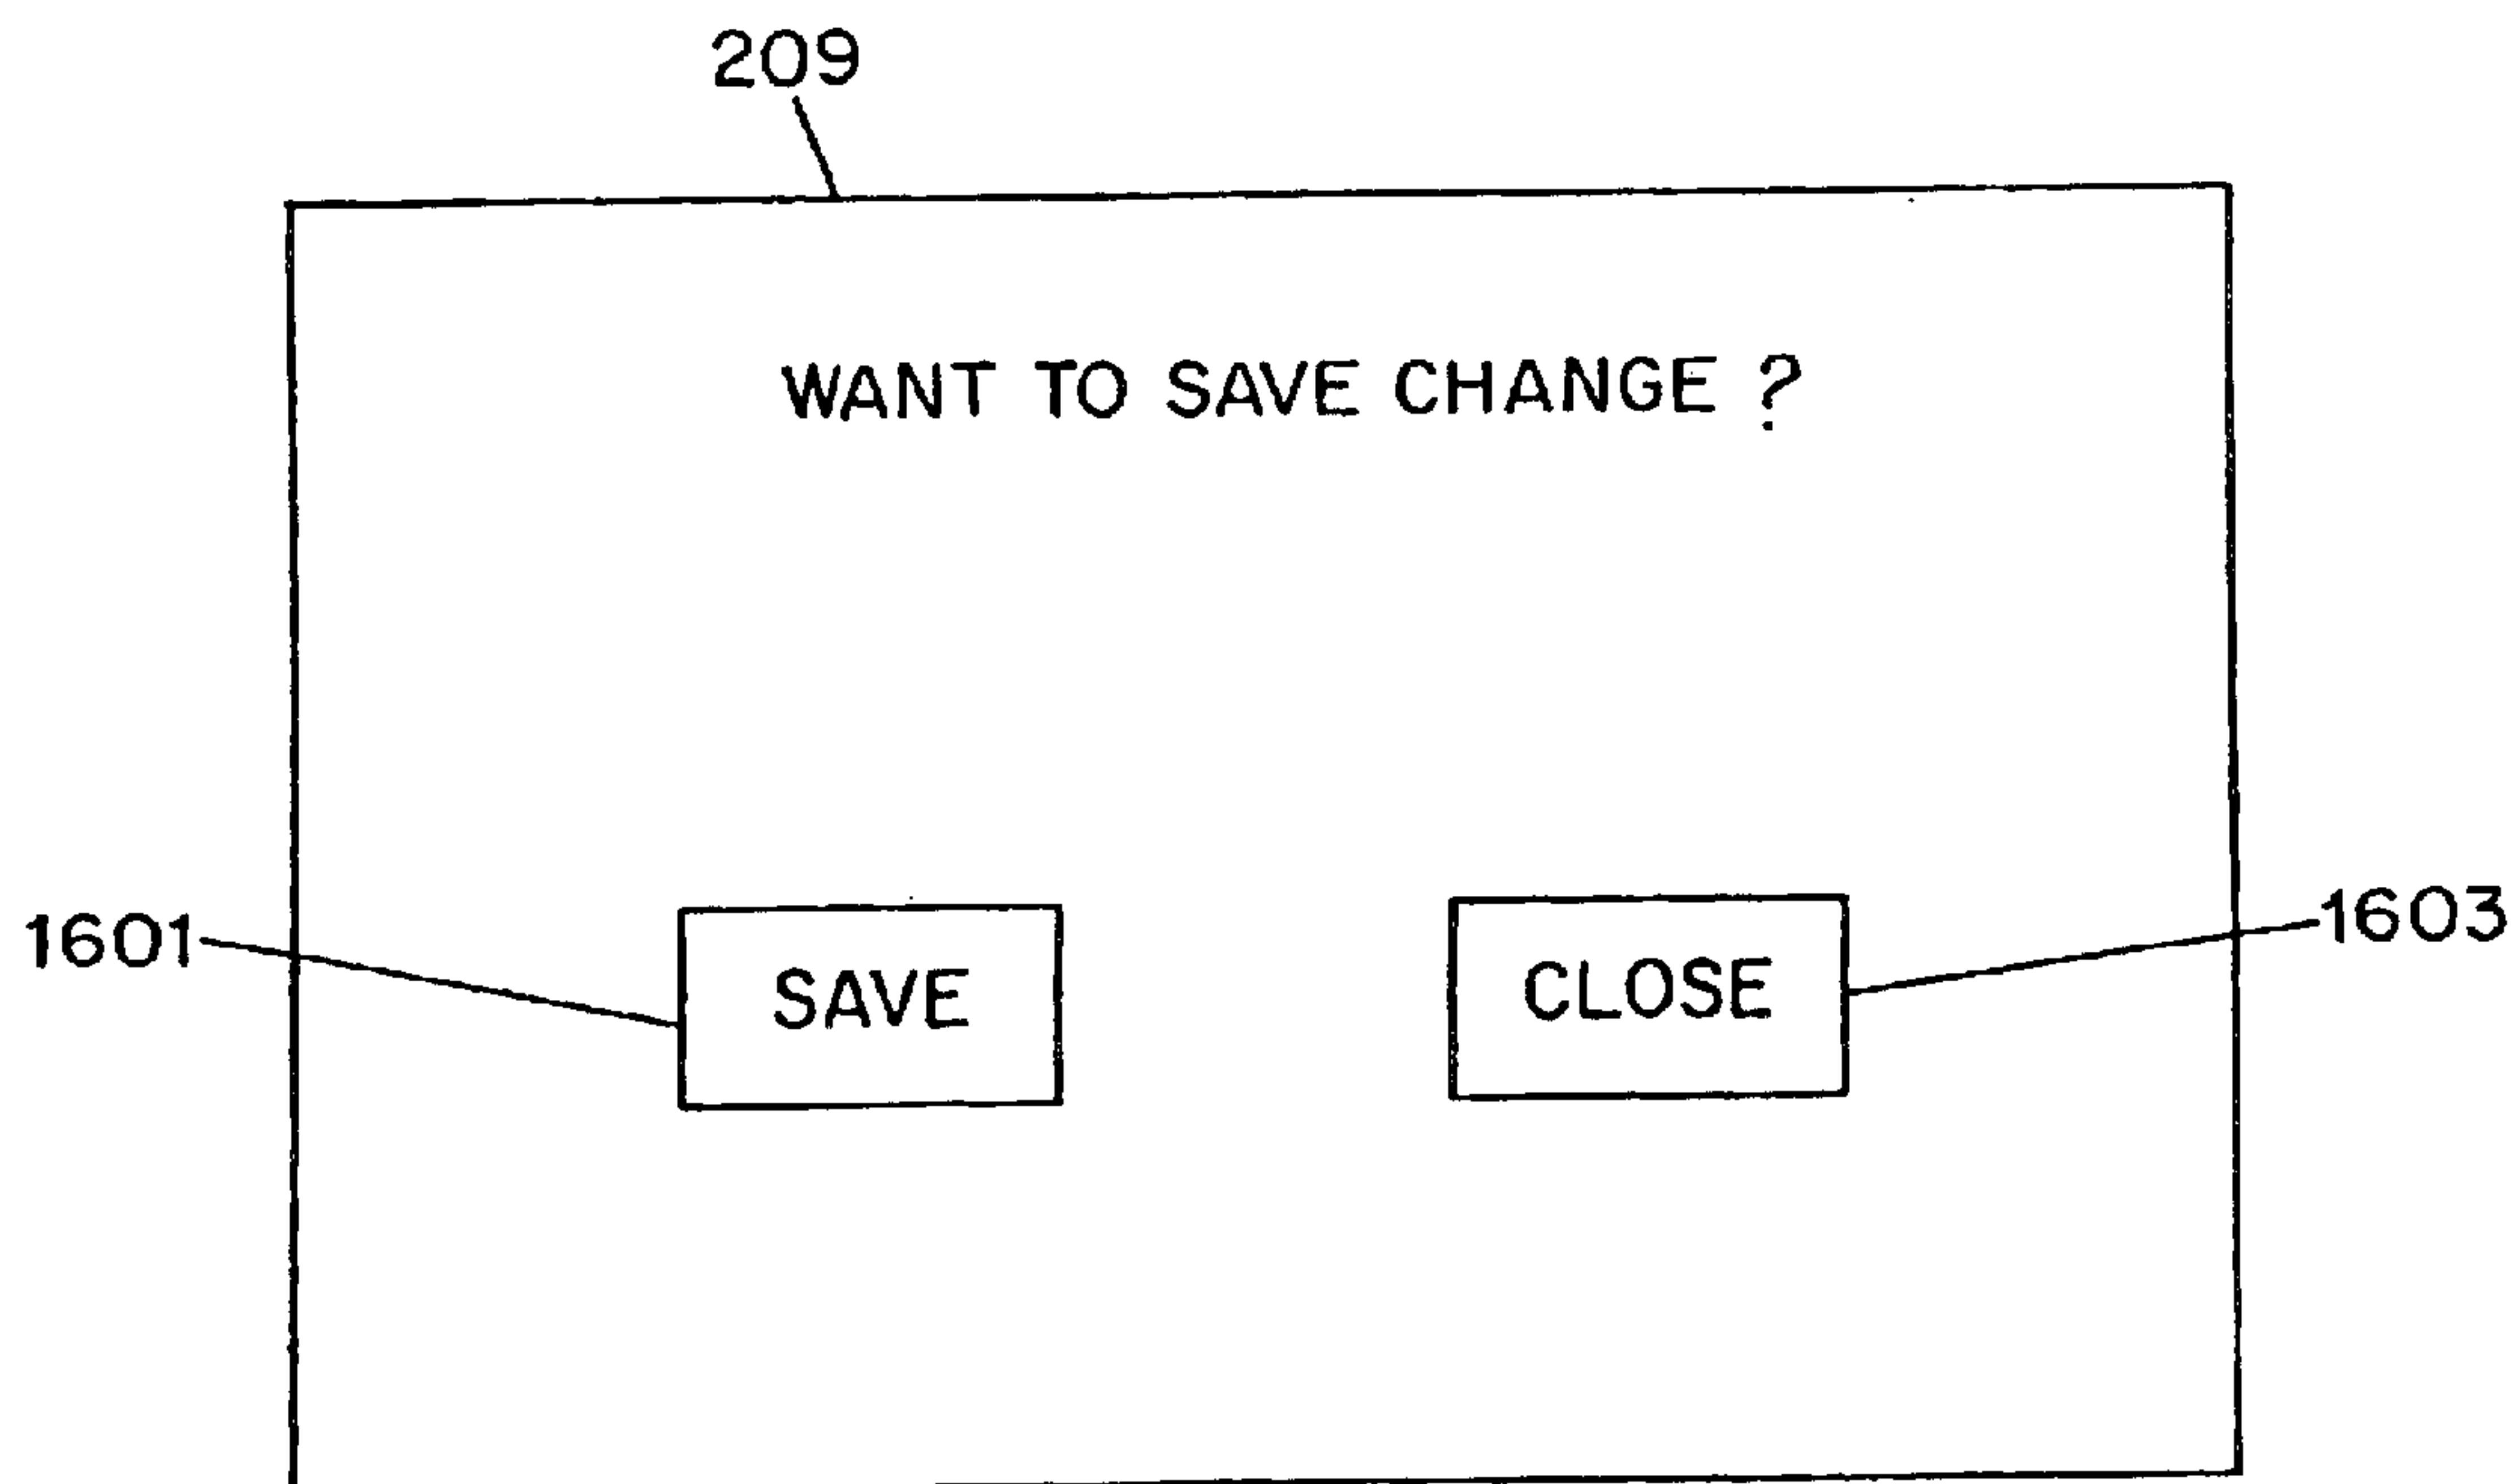 209
WANT TO SAVE CHANGE ?
1601
SAVE
CLOSE
1603